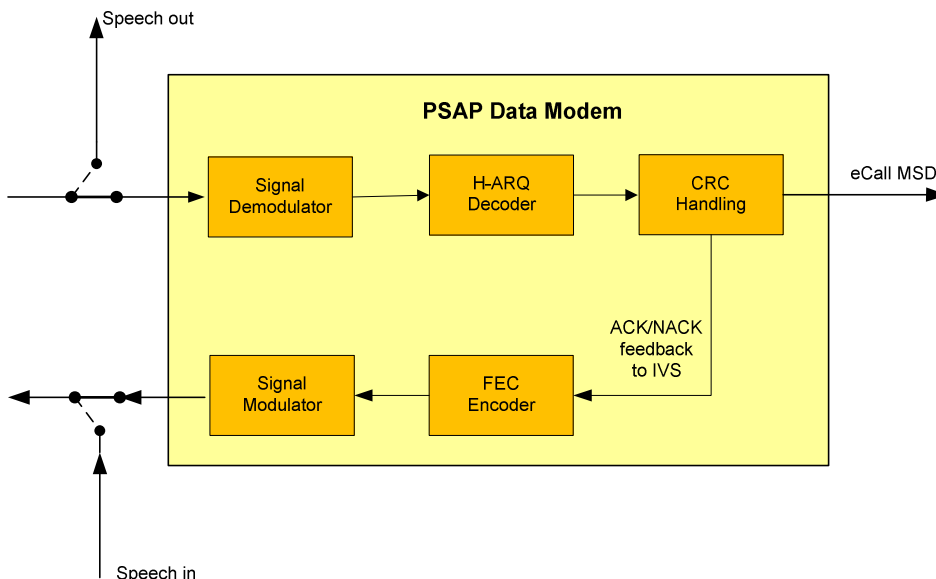 Speech out
PSAP Data Modem
Signal
Demodulator
H-ARQ
Decoder
CRC
Handling
eCall MSD
ACK/NACK
feedback
to IVS
Signal
Modulator
FEC
Encoder
Speech in